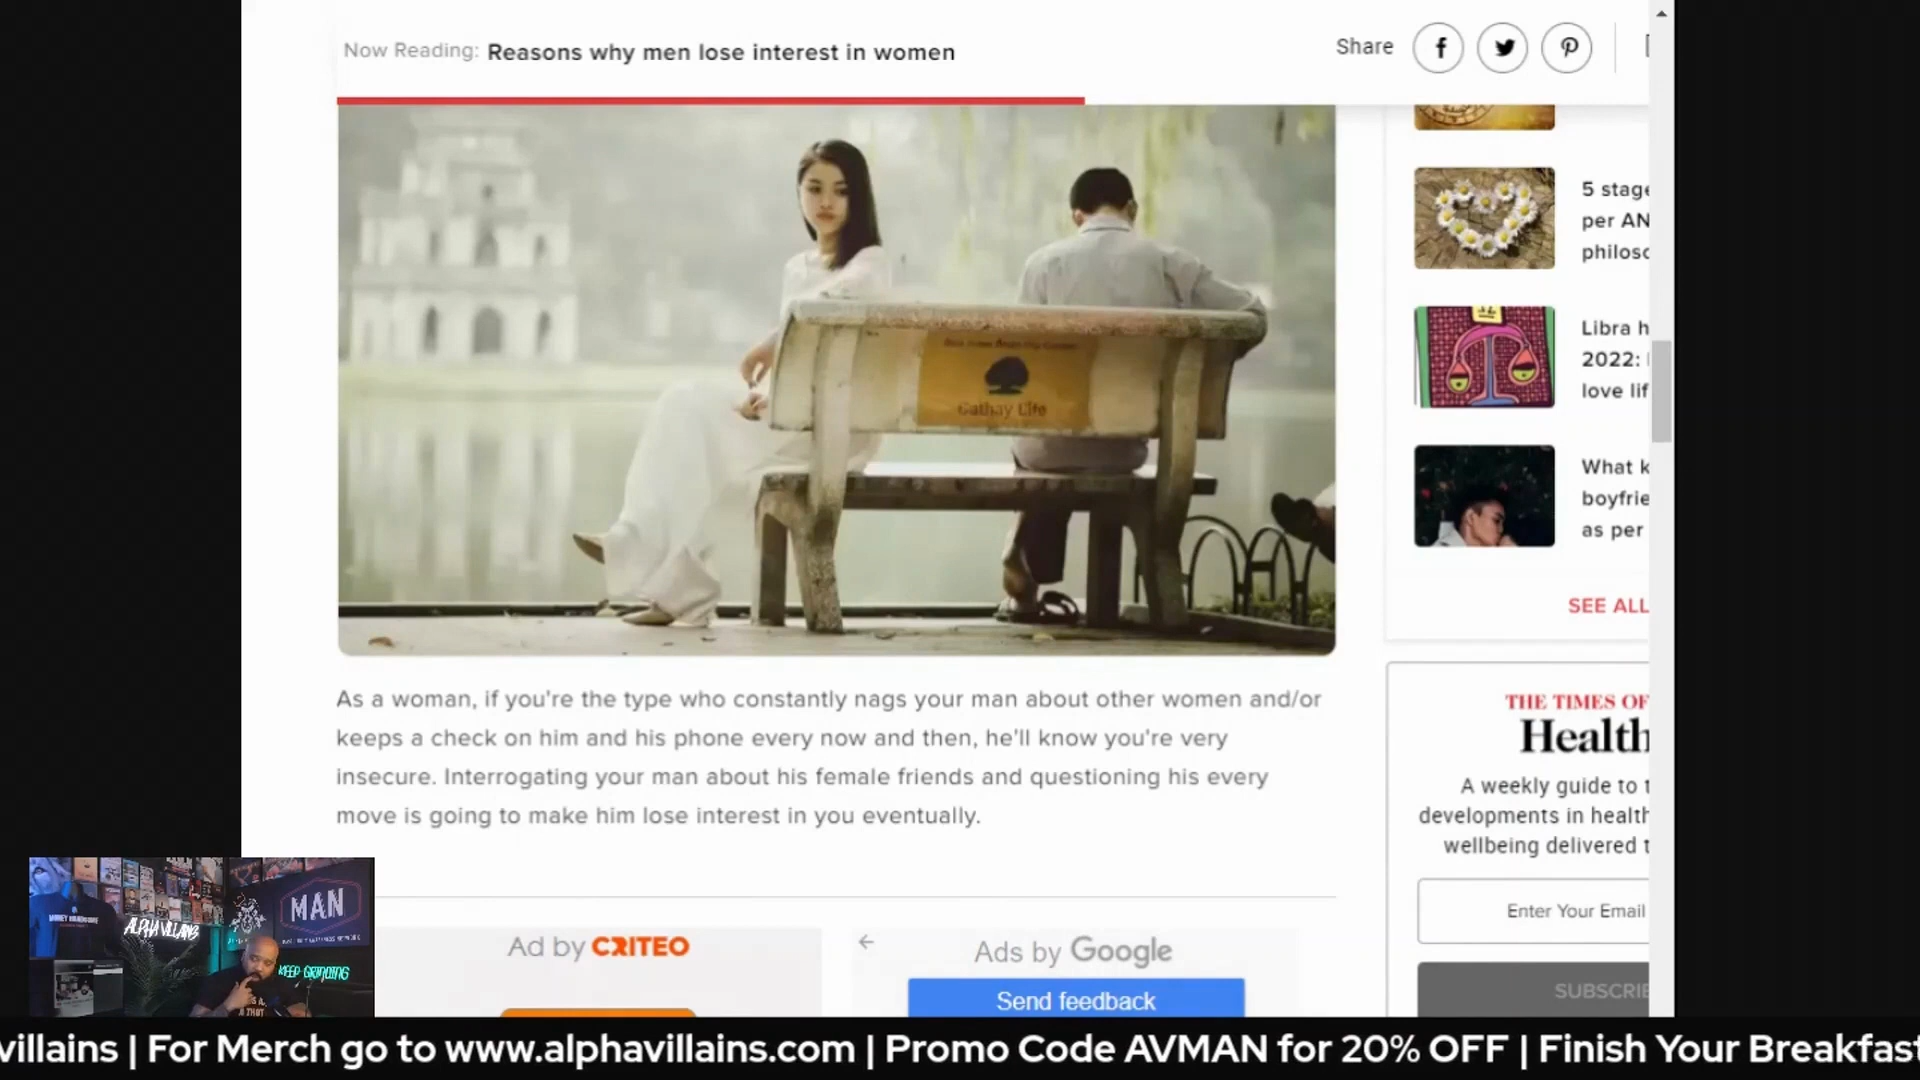 Now Reading: Reasons why men lose interest in women
Share
5 stage
per AN
philoso
Libra h
2022:
love lif
What k
boyfrie
as per
SEE ALL
Cathay Life
As a woman, if you're the type who constantly nags your man about other women and/or
keeps a check on him and his phone every now and then, he'll know you're very
insecure. Interrogating your man about his female friends and questioning his every
move is going to make him lose interest in you eventually.
THE TIMES OF
Health
A weekly guide to t
developments in health
wellbeing delivered t
Enter Your Email
SUBSCRIE
Ad by CRITEO
Ads by Google
Send feedback
MAN
ALPHA VILLAINS
KEEP GRINDING
villains | For Merch go to www.alphavillains.com | Promo Code AVMAN for 20% OFF | Finish Your Breakfast